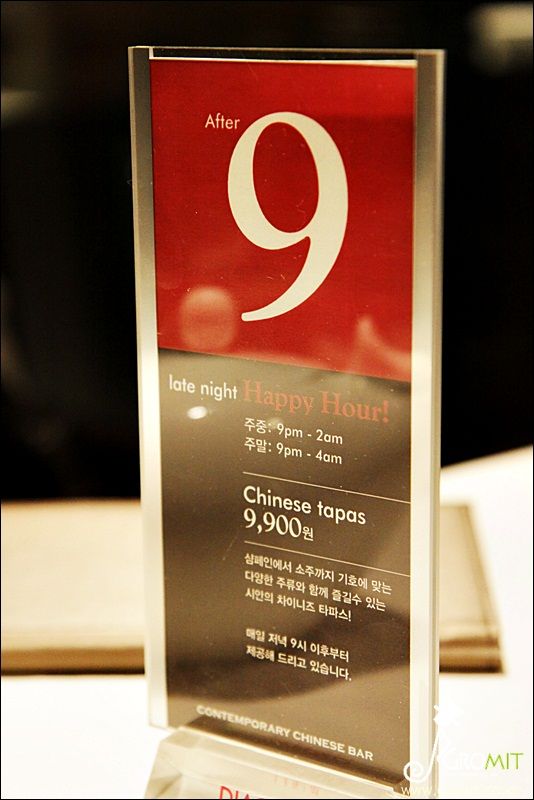 After
9
late night Happy Hour!
주중: 9pm - 2am
주말: 9pm - 4am
Chinese tapas
9,900원
샴페인에서 소주까지 기호에 맞는
다양한 주류와 함께 즐길수 있는
시안의 차이니즈 타파스!
매일 저녁 9시 이후부터
제공해 드리고 있습니다.
CONTEMPORARY CHINESE BAR
GROMIT